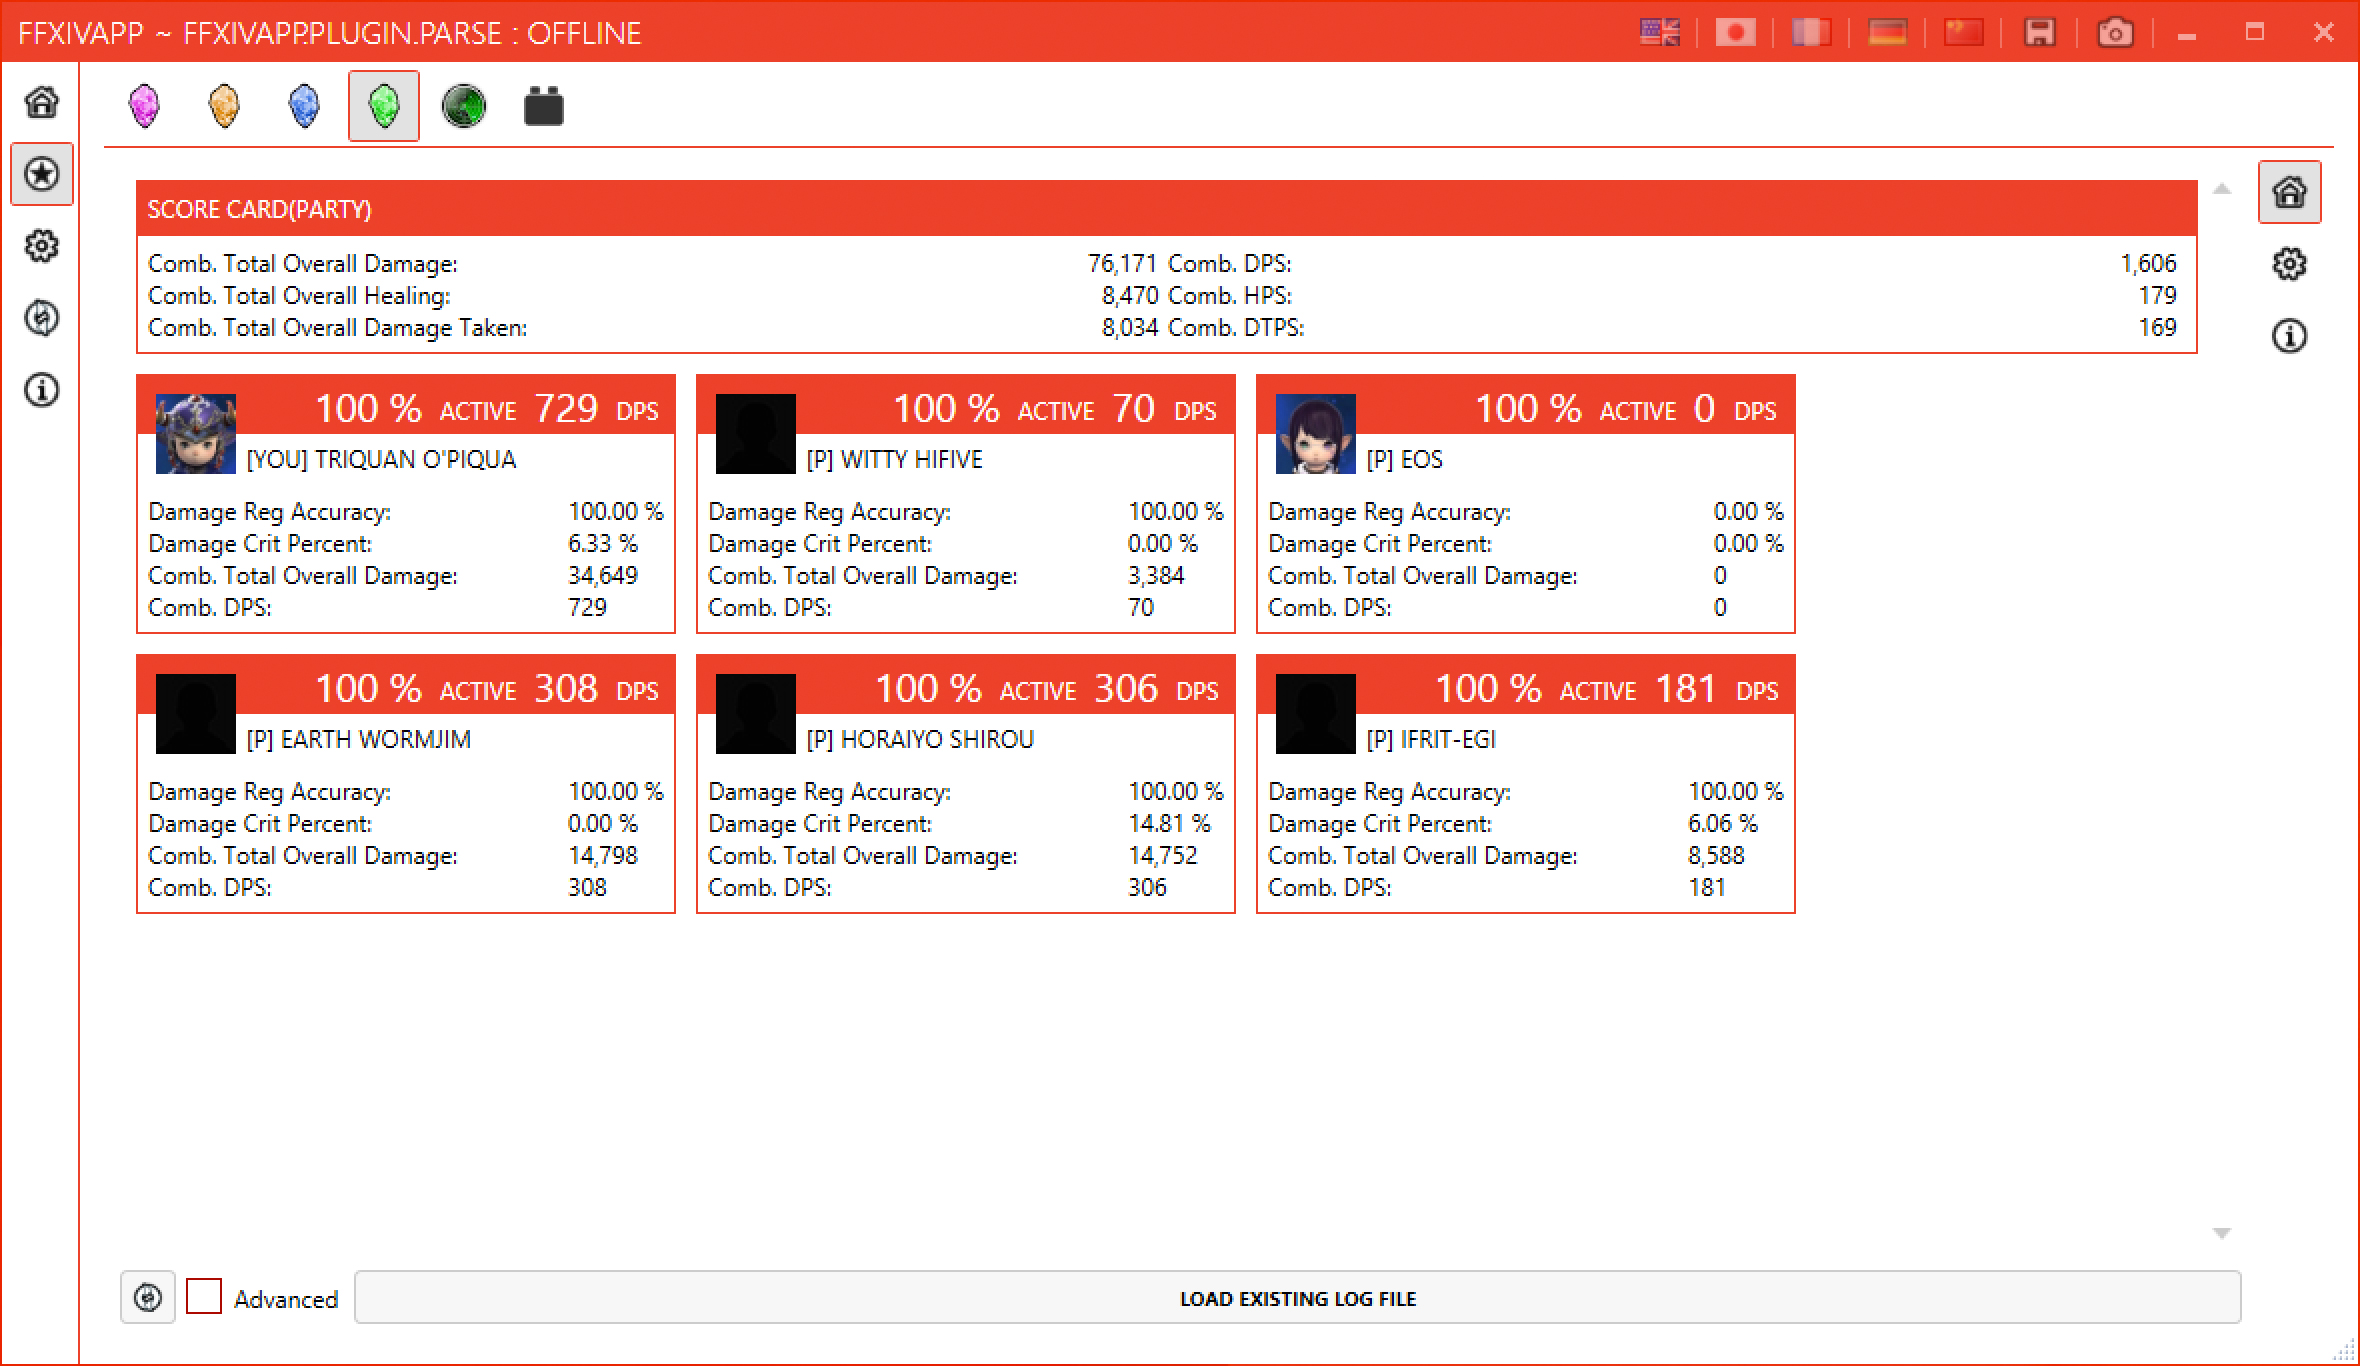 FFXIVAPP ~ FFXIVAPP.PLUGIN.PARSE : OFFLINE
SCORE CARD(PARTY)
Comb. Total Overall Damage: 76,171 Comb. DPS: 1,606
Comb. Total Overall Healing: 8,470 Comb. HPS: 179
Comb. Total Overall Damage Taken: 8,034 Comb. DTPS: 169
100 % ACTIVE 729 DPS
[YOU] TRIQUAN O'PIQUA
Damage Reg Accuracy: 100.00 %
Damage Crit Percent: 6.33 %
Comb. Total Overall Damage: 34,649
Comb. DPS: 729
100 % ACTIVE 70 DPS
[P] WITTY HIFIVE
Damage Reg Accuracy: 100.00 %
Damage Crit Percent: 0.00 %
Comb. Total Overall Damage: 3,384
Comb. DPS: 70
100 % ACTIVE 0 DPS
[P] EOS
Damage Reg Accuracy: 0.00 %
Damage Crit Percent: 0.00 %
Comb. Total Overall Damage: 0
Comb. DPS: 0
100 % ACTIVE 308 DPS
[P] EARTH WORMJIM
Damage Reg Accuracy: 100.00 %
Damage Crit Percent: 0.00 %
Comb. Total Overall Damage: 14,798
Comb. DPS: 308
100 % ACTIVE 306 DPS
[P] HORAIYO SHIROU
Damage Reg Accuracy: 100.00 %
Damage Crit Percent: 14.81 %
Comb. Total Overall Damage: 14,752
Comb. DPS: 306
100 % ACTIVE 181 DPS
[P] IFRIT-EGI
Damage Reg Accuracy: 100.00 %
Damage Crit Percent: 6.06 %
Comb. Total Overall Damage: 8,588
Comb. DPS: 181
Advanced
LOAD EXISTING LOG FILE